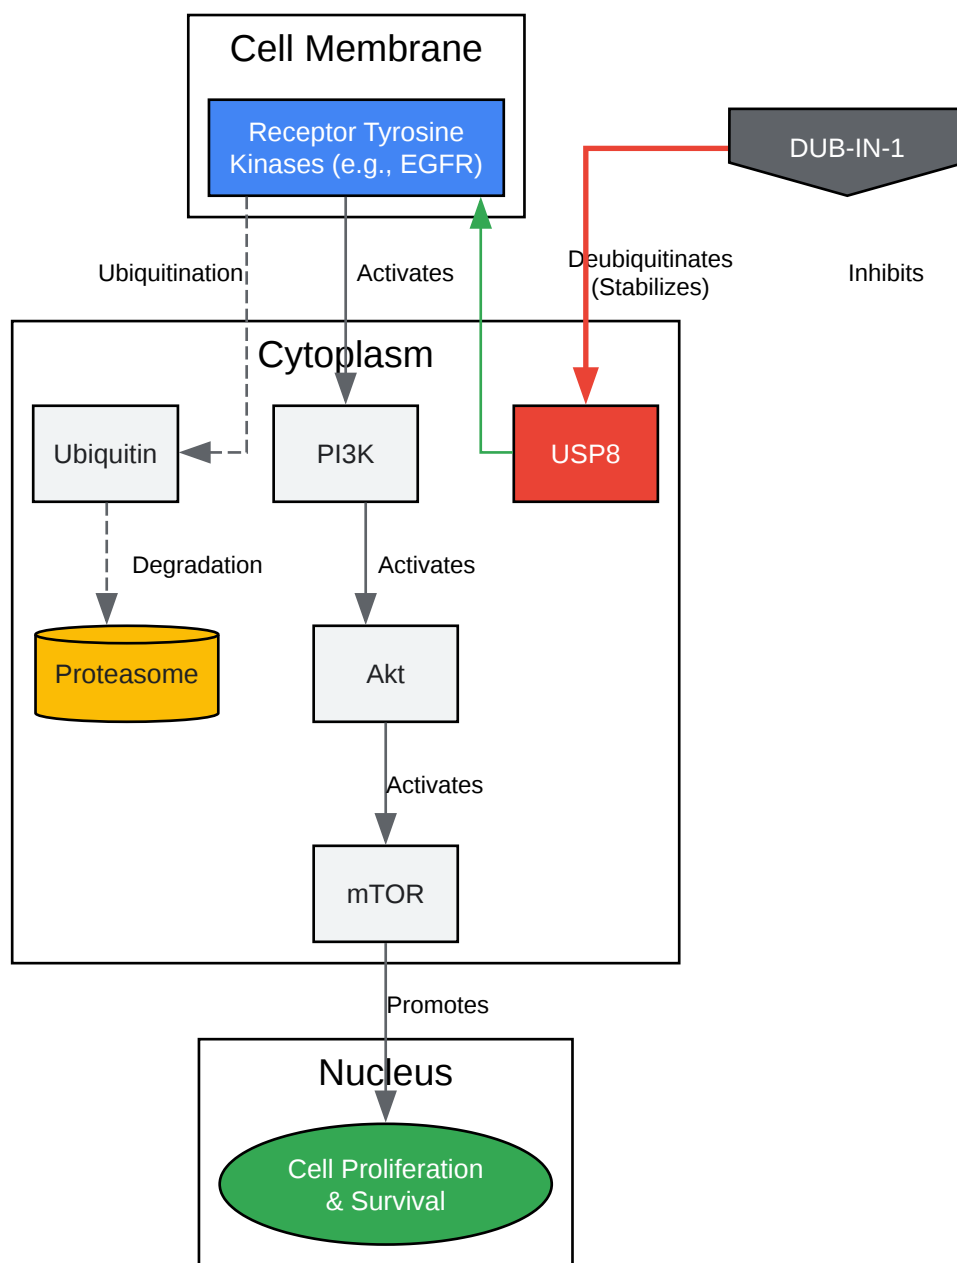 Cell Membrane
Receptor Tyrosine
Kinases (e.g., EGFR)
DUB-IN-1
Ubiquitination
Activates
Deubiquitinates
(Stabilizes)
Inhibits
Cytoplasm
Ubiquitin
PI3K
USP8
Degradation
Activates
Proteasome
Akt
Activates
mTOR
Promotes
Nucleus
Cell Proliferation
& Survival